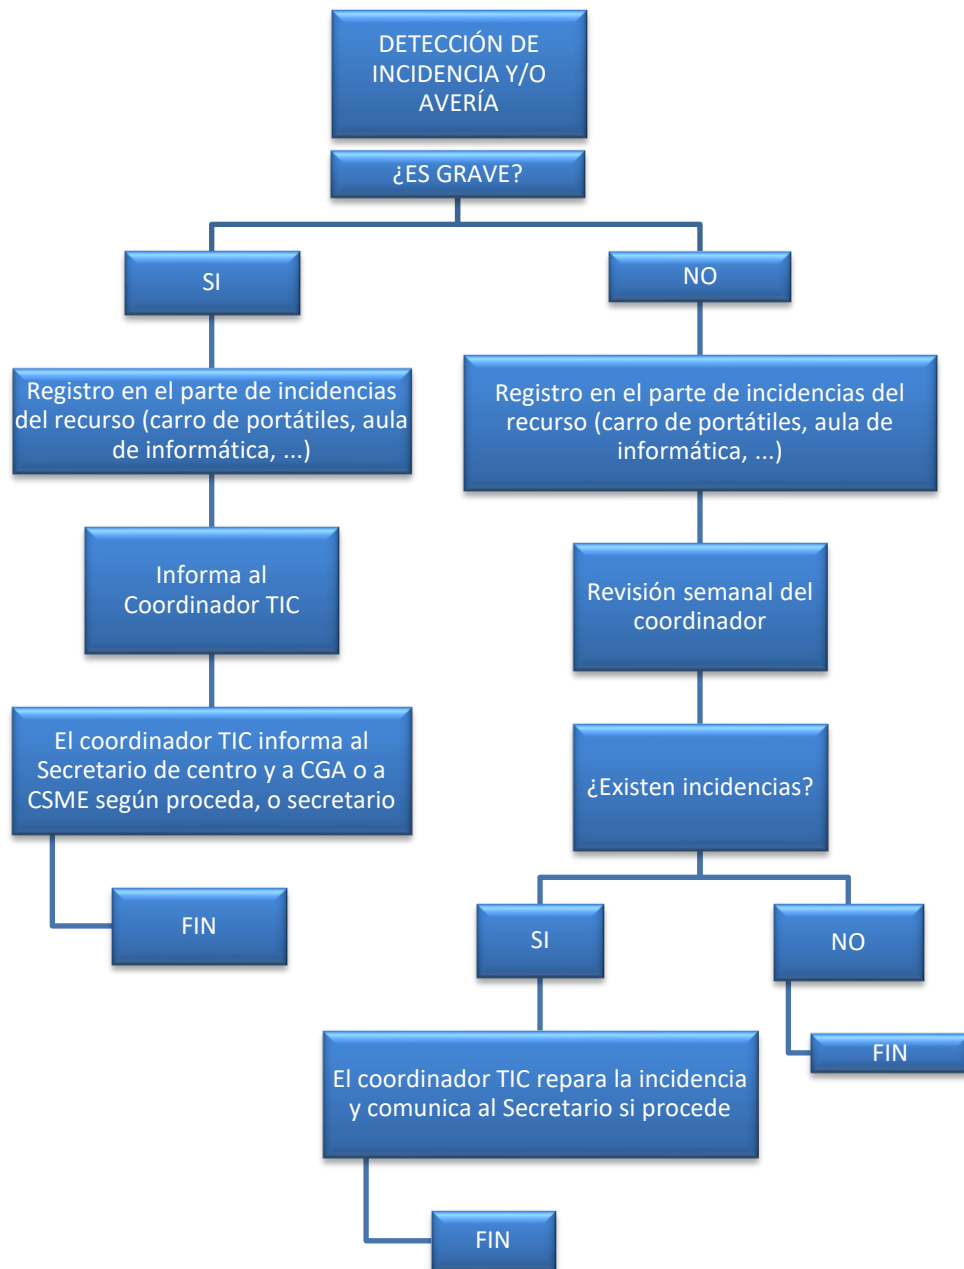 DETECCIÓN DE
INCIDENCIA Y/O
AVERÍA
¿ES GRAVE?
SI
NO
Registro en el parte de incidencias
del recurso (carro de portátiles, aula
de informática, ...)
Registro en el parte de incidencias del
recurso (carro de portátiles, aula de
informática, ...)
Informa al
Coordinador TIC
Revisión semanal del
coordinador
El coordinador TIC informa al
Secretario de centro y a CGA o a
CSME según proceda, o secretario
¿Existen incidencias?
FIN
SI
NO
FIN
El coordinador TIC repara la incidencia
y comunica al Secretario si procede
FIN